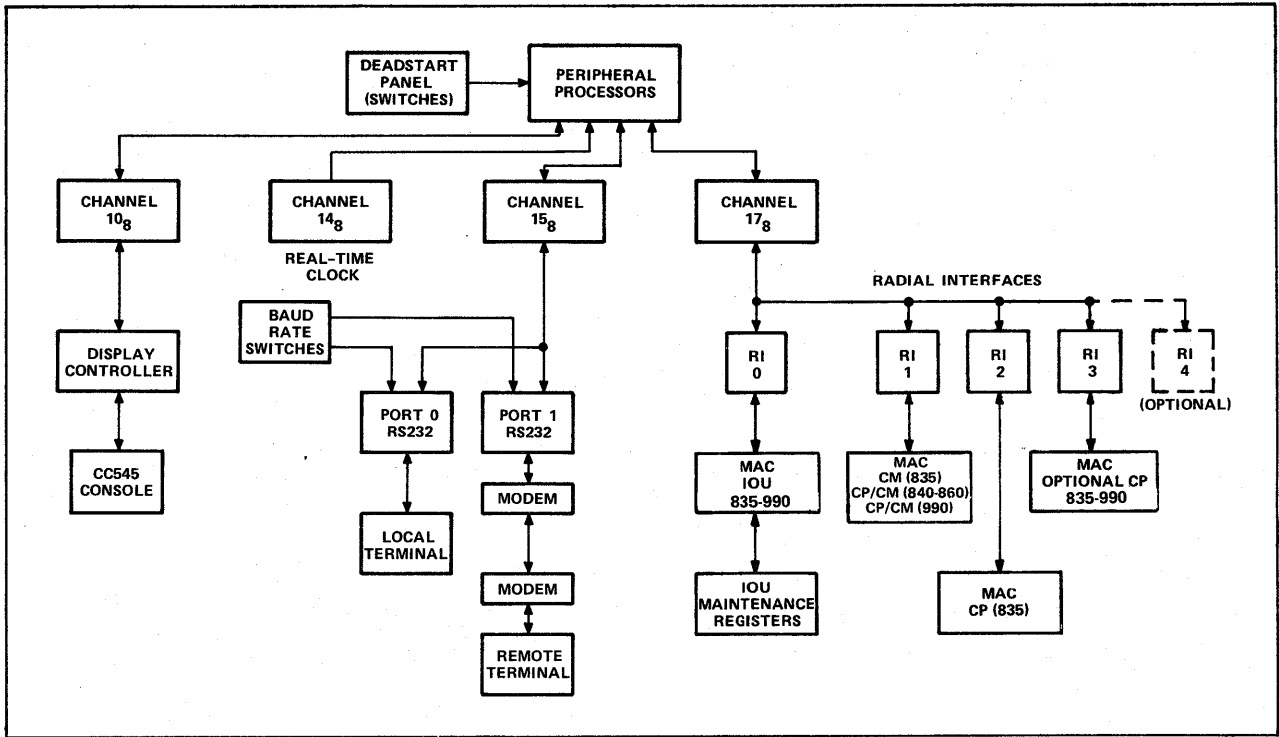 DEADSTART
PANEL
(SWITCHES)
PERIPHERAL
PROCESSORS
CHANNEL
10₈
CHANNEL
14₈
REAL-TIME
CLOCK
CHANNEL
15₈
CHANNEL
17₈
RADIAL INTERFACES
BAUD
RATE
SWITCHES
DISPLAY
CONTROLLER
RI
0
RI
1
RI
2
RI
3
RI
4
(OPTIONAL)
PORT 0
RS232
PORT 1
RS232
CC545
CONSOLE
MODEM
LOCAL
TERMINAL
MODEM
REMOTE
TERMINAL
MAC
IOU
835-990
MAC
CM (835)
CP/CM (840-860)
CP/CM (990)
MAC
OPTIONAL CP
835-990
IOU
MAINTENANCE
REGISTERS
MAC
CP (835)